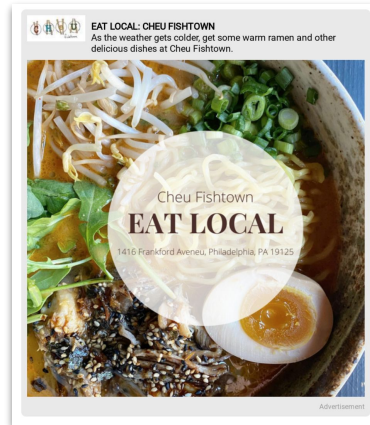 CHEU
EAT LOCAL: CHEU FISHTOWN
As the weather gets colder, get some warm ramen and other
delicious dishes at Cheu Fishtown.
Cheu Fishtown
EAT LOCAL
1416 Frankford Aveneu, Philadelphia, PA 19125
Advertisement